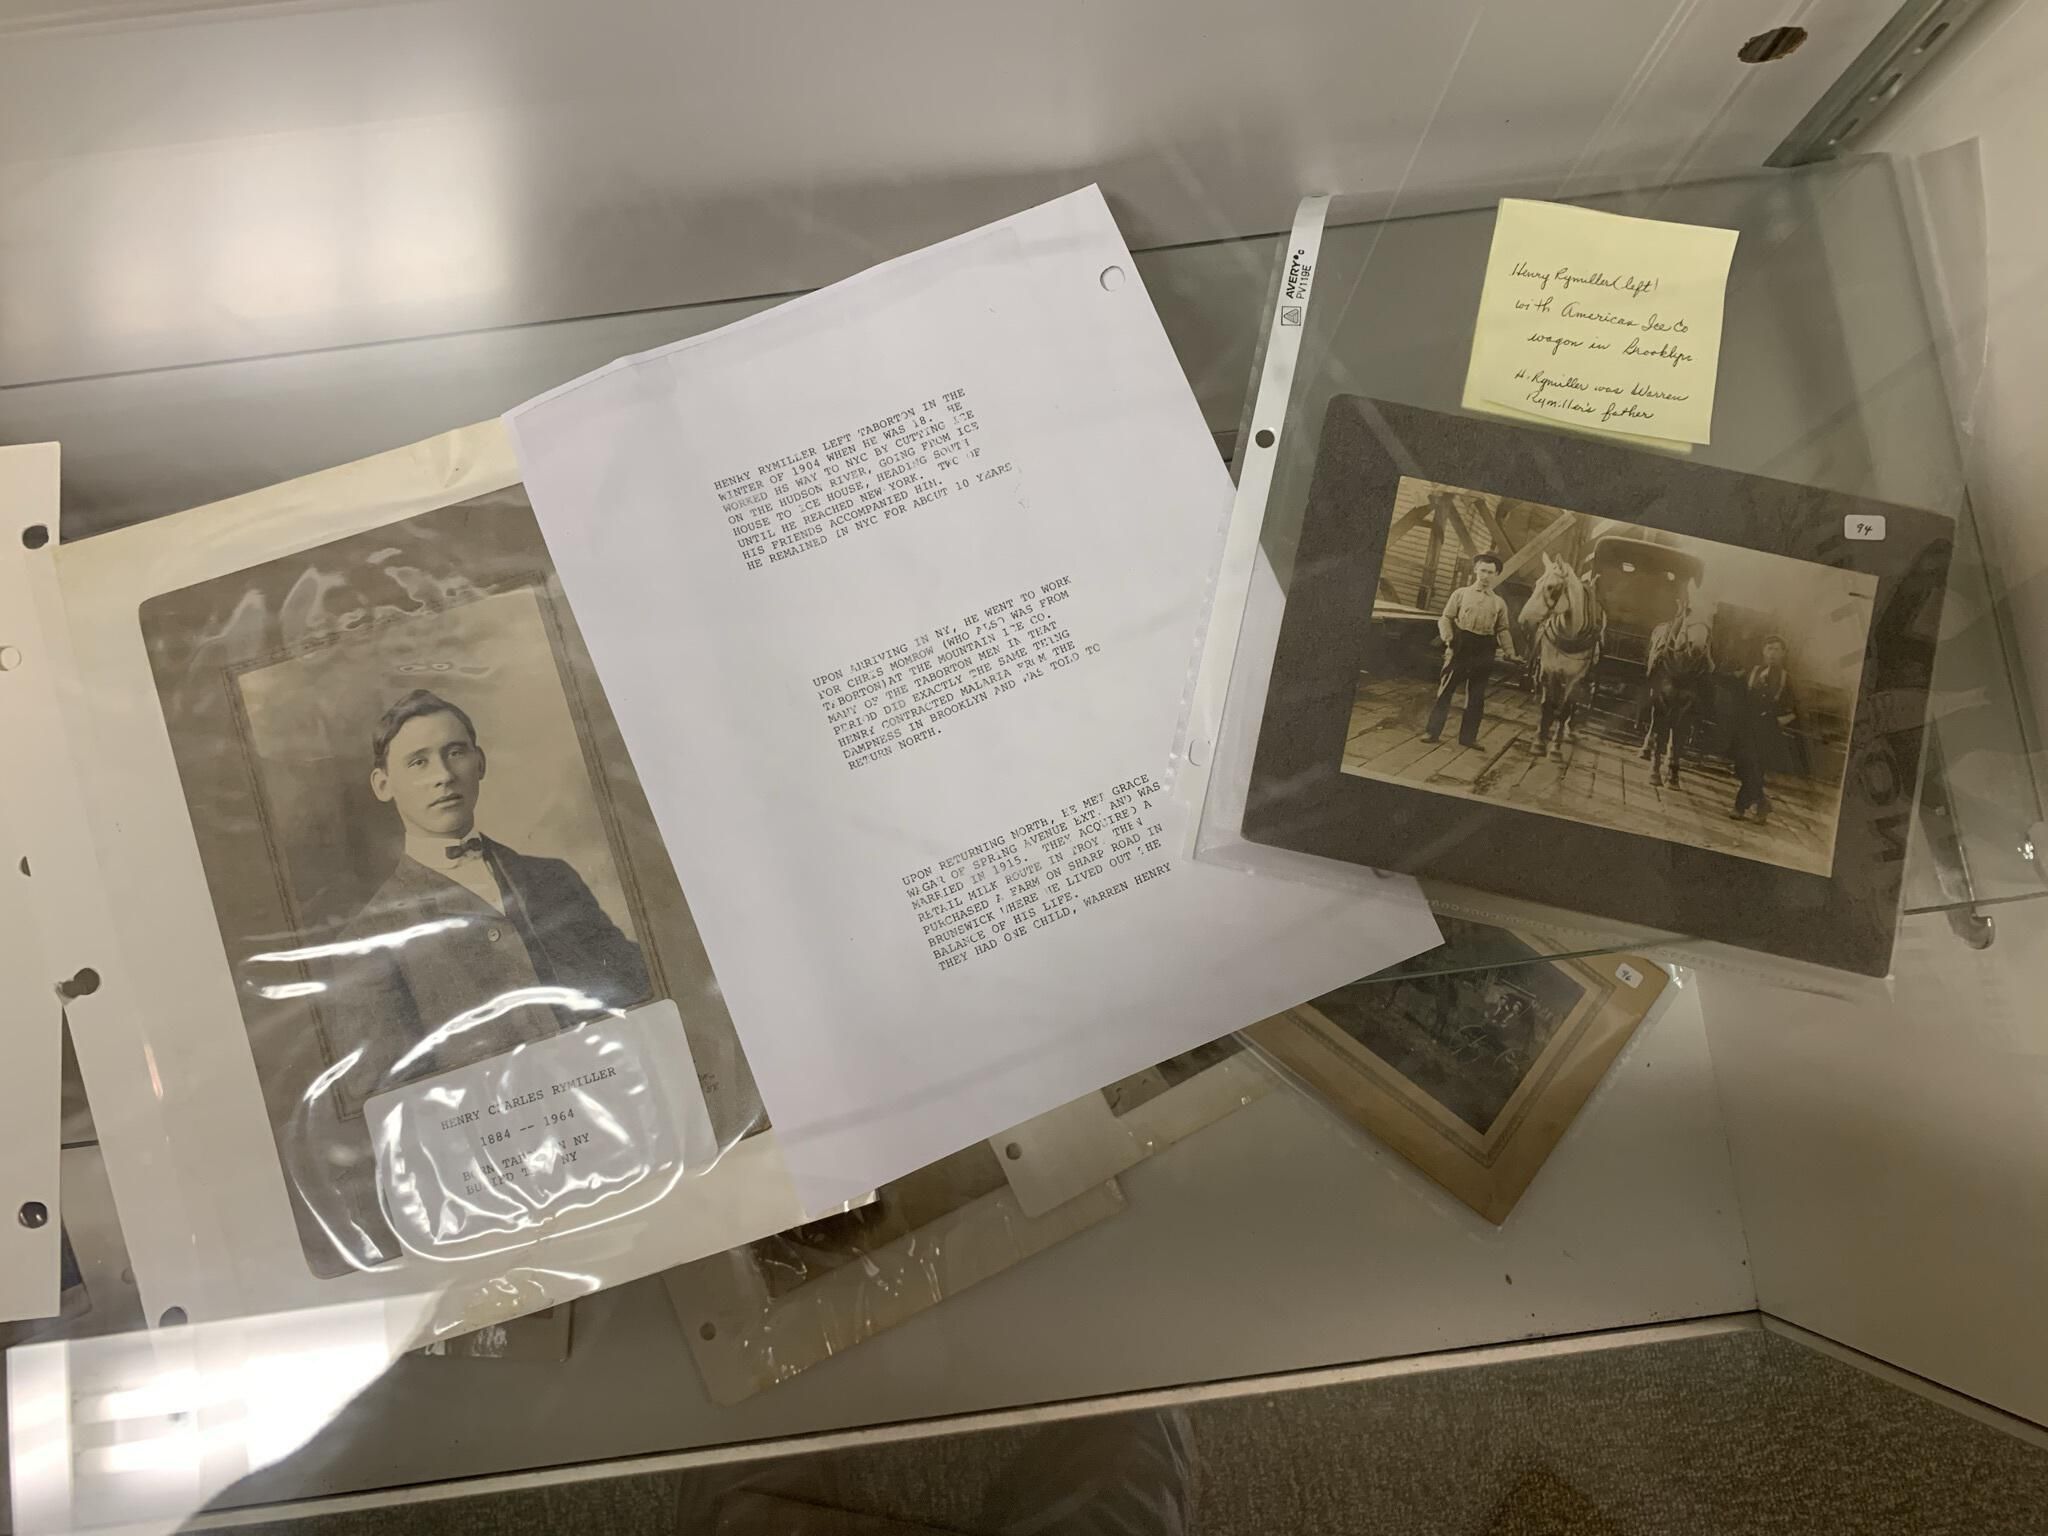 HENRY CHARLES RYMILLER
1884 -- 1964
BORN NY
BURIED NY
HENRY RYMILLER LEFT TABORTON IN THE
WINTER OF 1904 WHEN HE WAS 18. HE
WORKED HS WAY TO NYC BY CUTTING ICE
ON THE HUDSON RIVER, GOING FROM ICE
HOUSE TO ICE HOUSE, HEADING SOUTH
UNTIL HE REACHED NEW YORK. TWO OF
HIS FRIENDS ACCOMPANIED HIM.
HE REMAINED IN NYC FOR ABOUT 10 YEARS
UPON ARRIVING IN NY, HE WENT TO WORK
FOR CHRIS MOMROW (WHO ALSO WAS FROM
TABORTON) AT THE MOUNTAIN ICE CO.
MANY OF THE TABORTON MEN IN THAT
PERIOD DID EXACTLY THE SAME THING
HENRY CONTRACTED MALARIA FROM THE
DAMPNESS IN BROOKLYN AND WAS TOLD TO
RETURN NORTH.
UPON RETURNING NORTH, HE MET GRACE
WAGAR OF SPRING AVENUE EXT. AND WAS
MARRIED IN 1915. THEY ACQUIRED A
RETAIL MILK ROUTE IN TROY, THEN
PURCHASED A FARM ON SHARP ROAD IN
BRUNSWICK WHERE HE LIVED OUT THE
BALANCE OF HIS LIFE.
THEY HAD ONE CHILD, WARREN HENRY
AVERY®
PV119E
Henry Rymiller (left)
with American Ice Co
wagon in Brooklyn
H. Rymiller was Warren
Rymiller's father
94
96